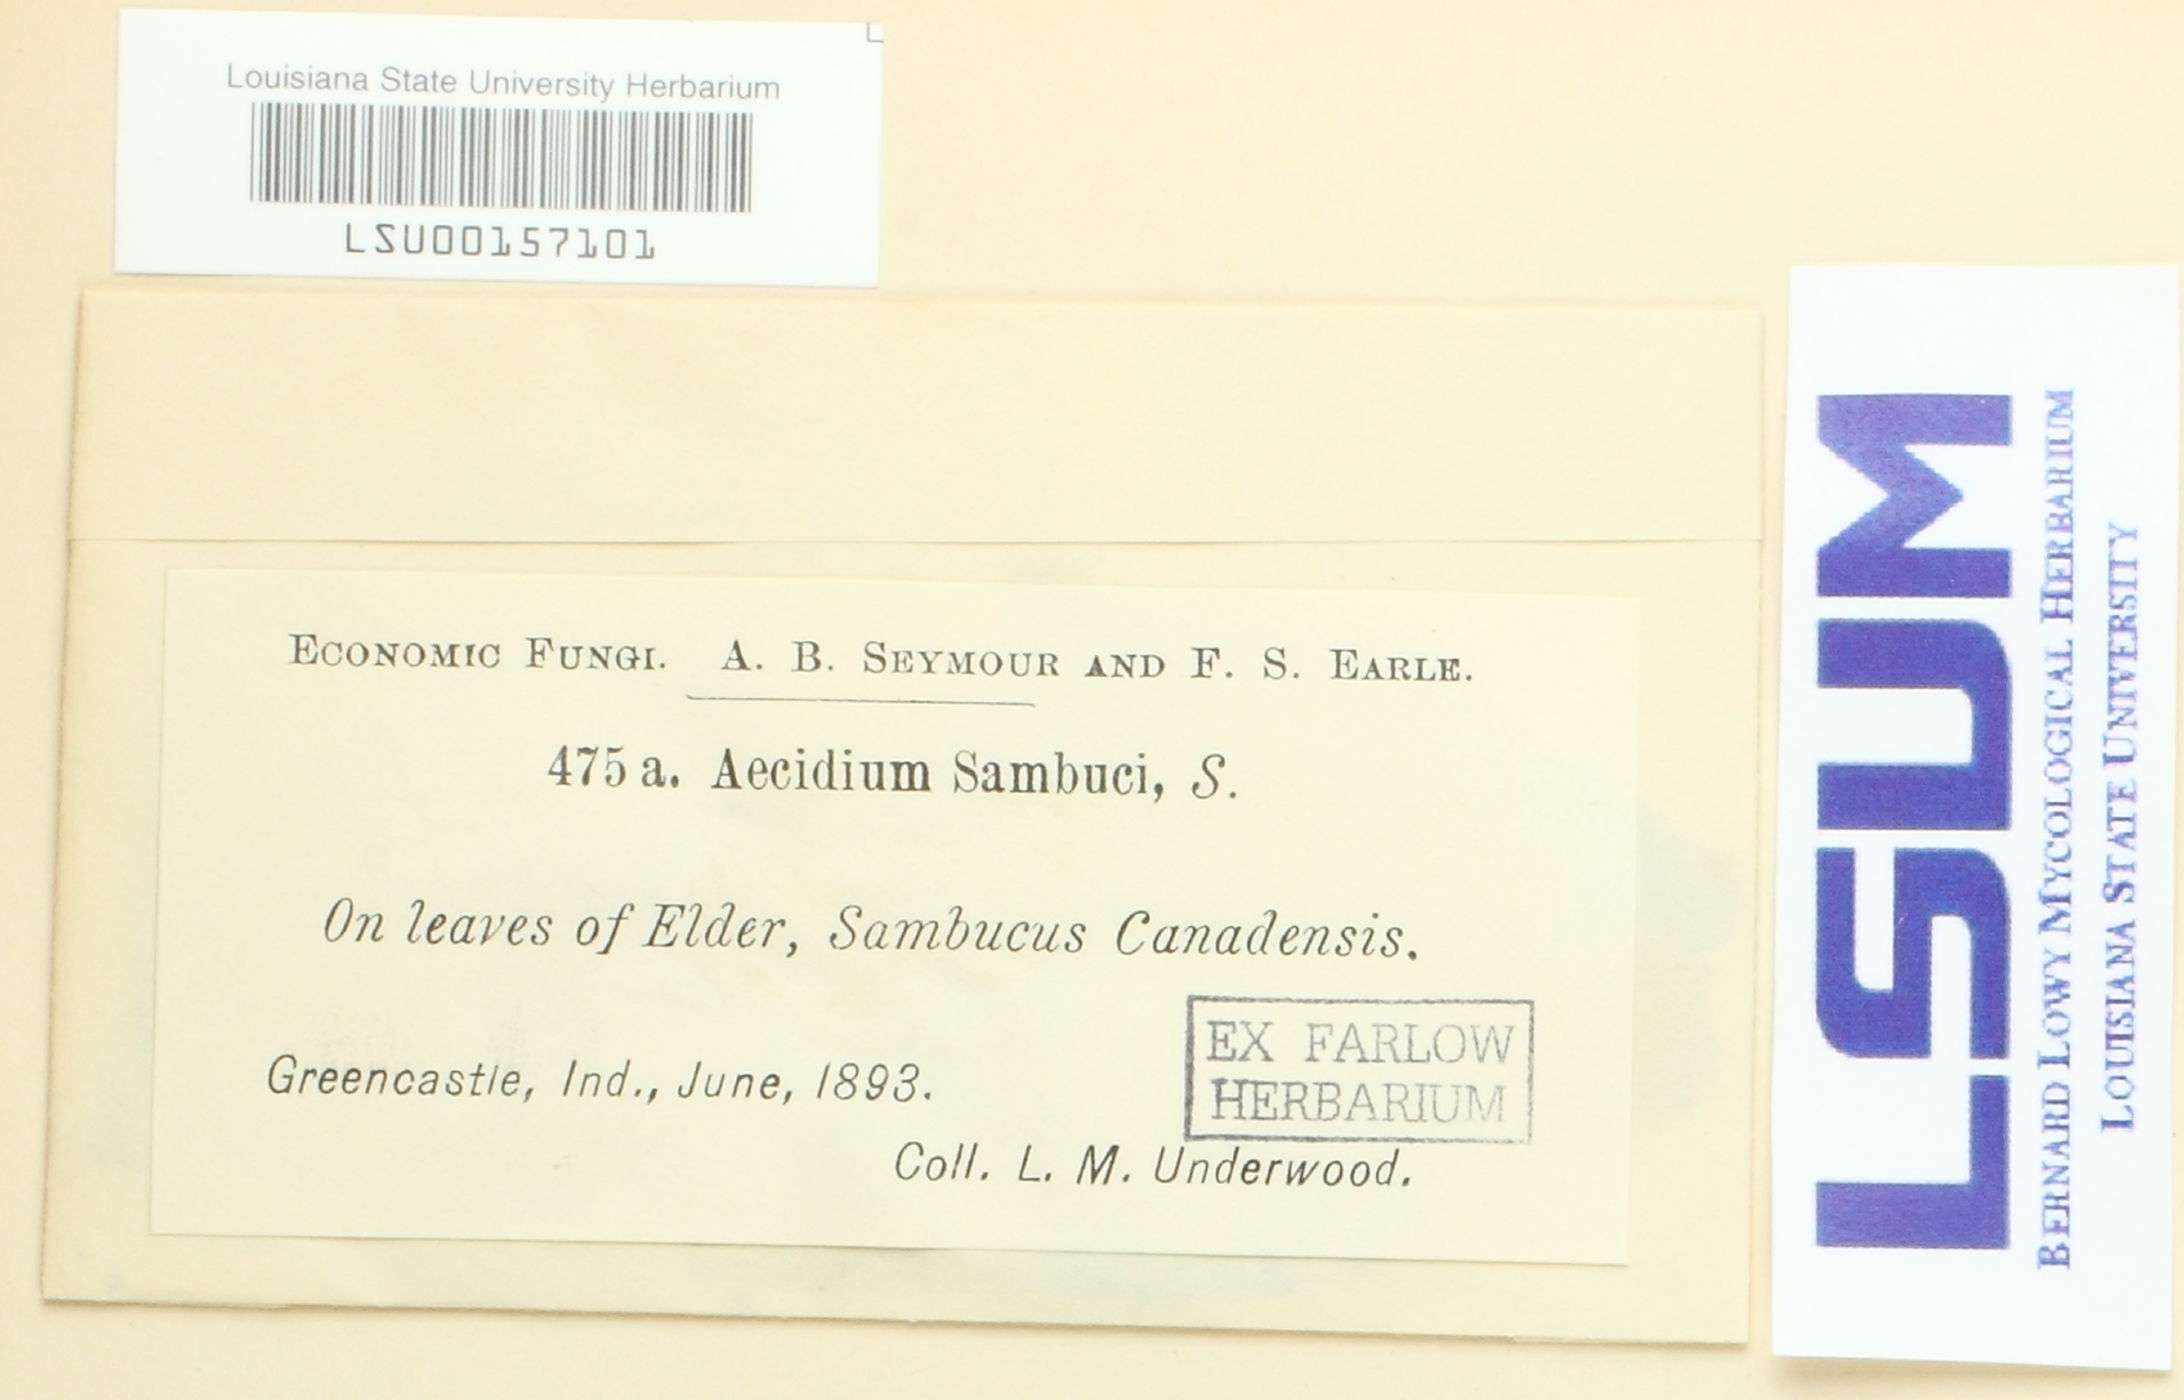 Louisiana State University Herbarium
LSU00157101
ECONOMIC FUNGI. A. B. SEYMOUR AND F. S. EARLE.
475 a. Aecidium Sambuci, S.
On leaves of Elder, Sambucus Canadensis.
EX FARLOW
HERBARIUM
Greencastle, Ind., June, 1893.
Coll. L. M. Underwood.
LSUM
BERNARD LOWY MYCOLOGICAL HERBARIUM
LOUISIANA STATE UNIVERSITY